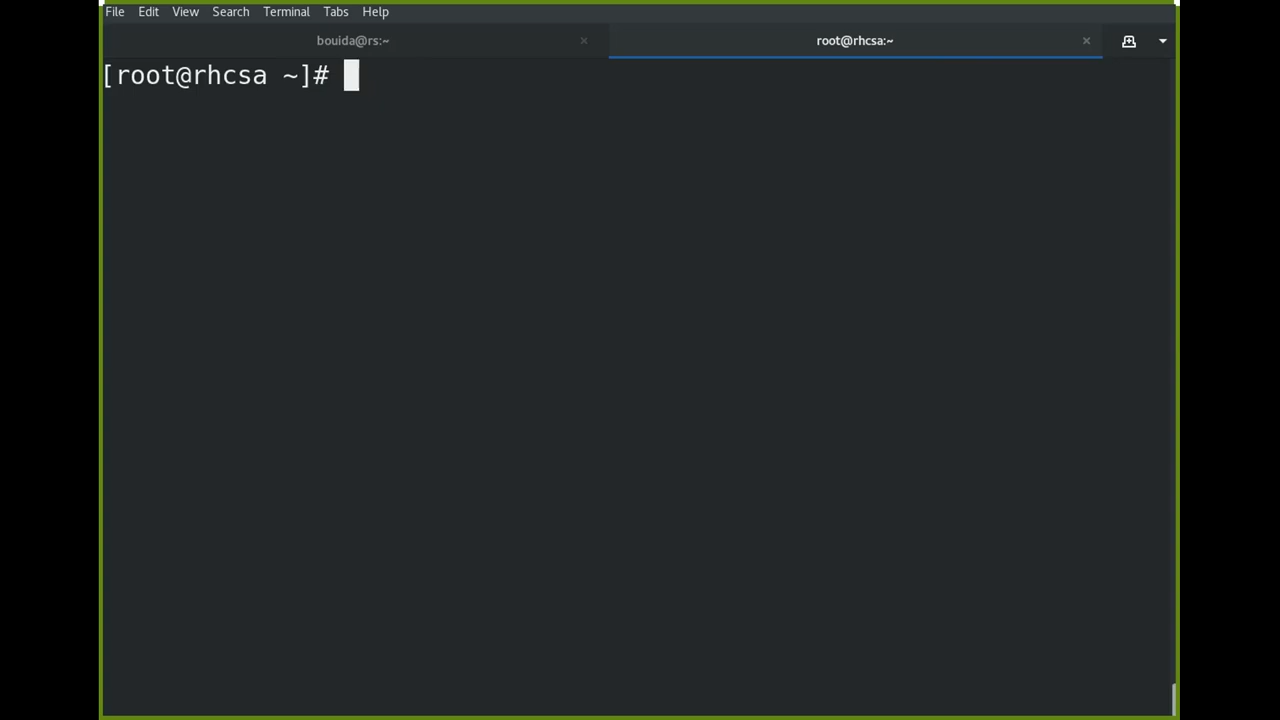 File Edit View Search Terminal Tabs Help
bouida@rs:~ × root@rhcsa:~ ×
[root@rhcsa ~]#